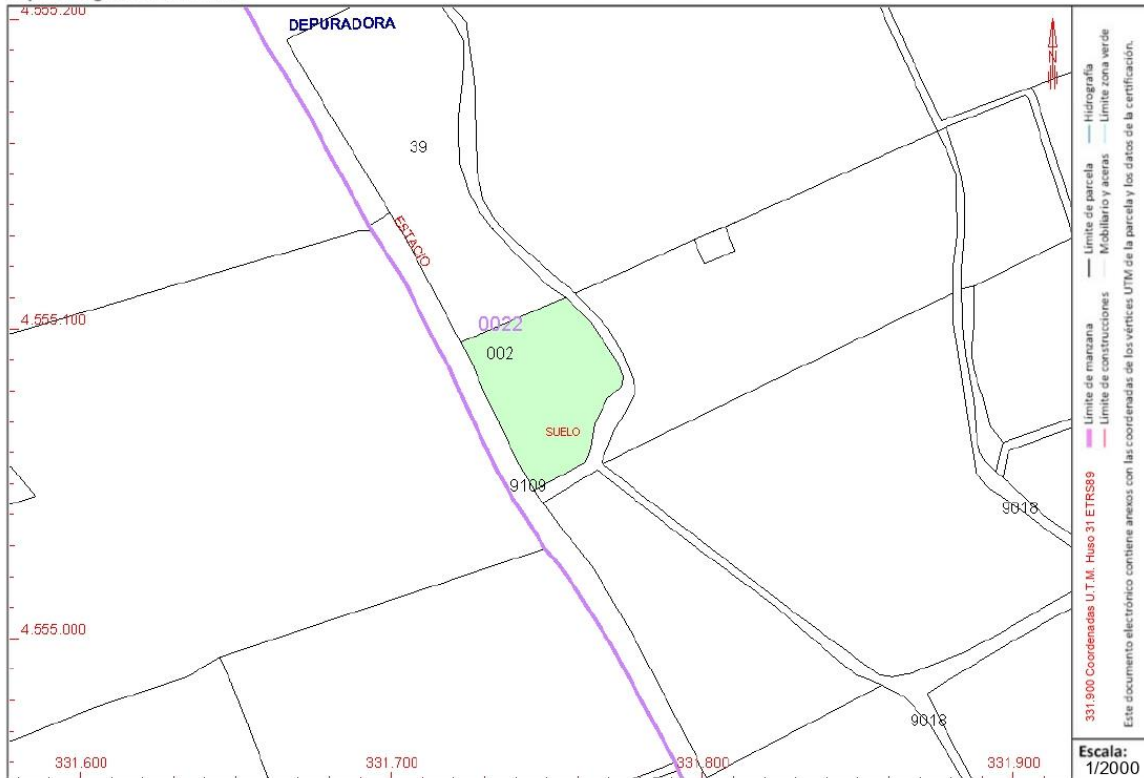 4.555.200
DEPURADORA
39
ESTACIO
4.555.100
0022
002
SUELO
9109
9018
4.555.000
9018
331.600
331.700
331.800
331.900
N
331.900 Coordenadas U.T.M. Huso 31 ETRS89
Límite de manzana
Límite de parcela
Hidrografía
Límite de construcciones
Mobiliario y aceras
Límite zona verde
Este documento electrónico contiene anexos con las coordenadas de los vértices UTM de la parcela y los datos de la certificación.
Escala:
1/2000